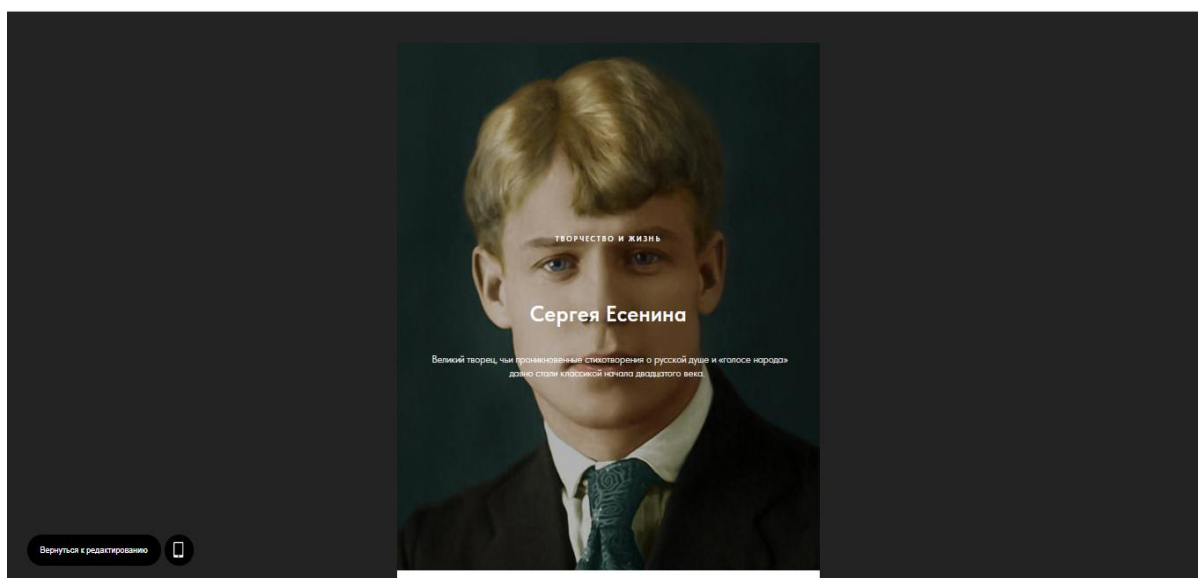 ТВОРЧЕСТВО И ЖИЗНЬ
Сергея Есенина
Великий творец, чьи проникновенные стихотворения о русской душе и «голосе народа»
давно стали классикой начала двадцатого века.
Вернуться к редактированию